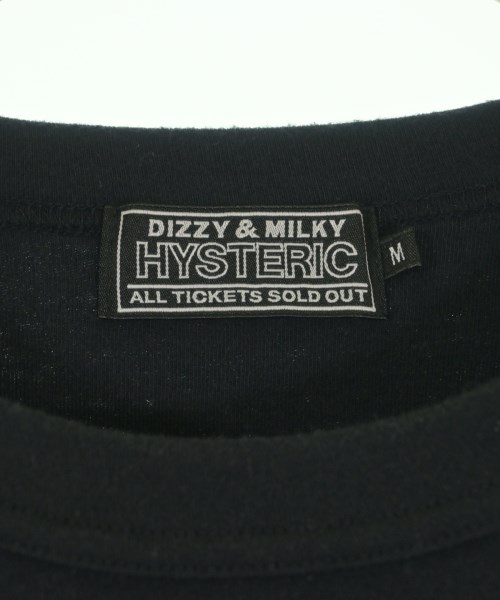 DIZZY & MILKY
HYSTERIC
ALL TICKETS SOLD OUT
M